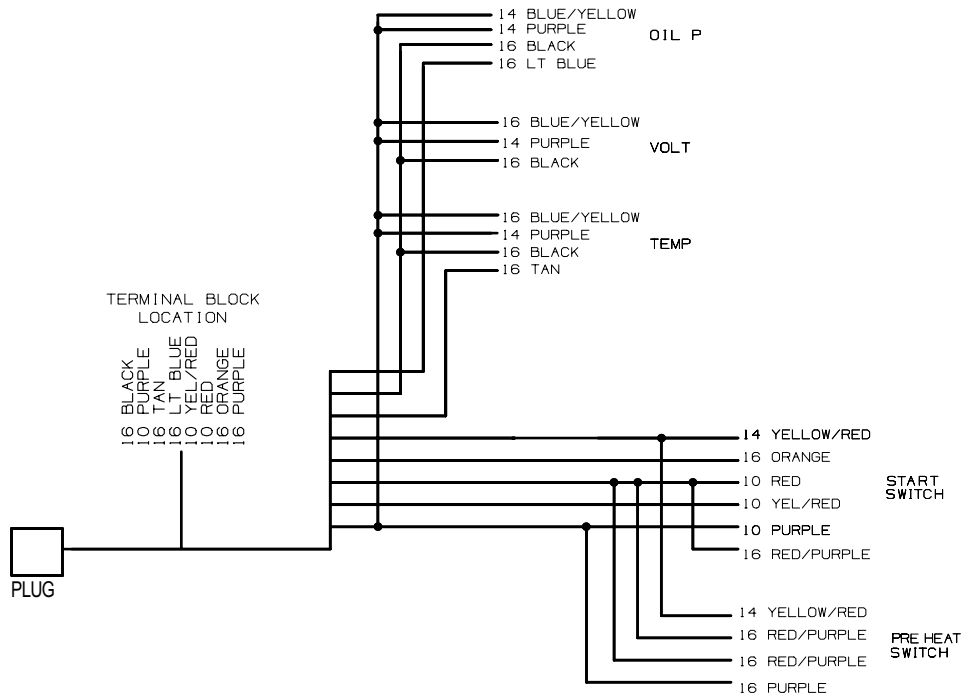 14 BLUE/YELLOW
14 PURPLE
16 BLACK
16 LT BLUE
OIL P
16 BLUE/YELLOW
14 PURPLE
16 BLACK
VOLT
16 BLUE/YELLOW
14 PURPLE
16 BLACK
16 TAN
TEMP
TERMINAL BLOCK
LOCATION
16 BLACK
10 PURPLE
16 TAN
16 LT BLUE
10 YEL/RED
10 RED
16 ORANGE
16 PURPLE
14 YELLOW/RED
16 ORANGE
10 RED
10 YEL/RED
10 PURPLE
16 RED/PURPLE
START
SWITCH
PLUG
14 YELLOW/RED
16 RED/PURPLE
16 RED/PURPLE
16 PURPLE
PREHEAT
SWITCH